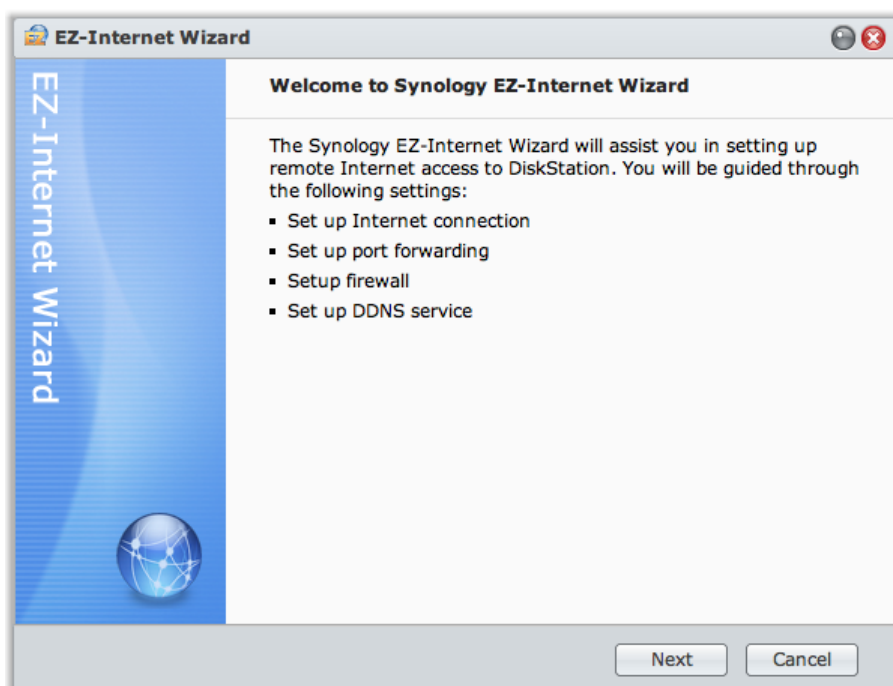 EZ-Internet Wizard
EZ-Internet Wizard
Welcome to Synology EZ-Internet Wizard
The Synology EZ-Internet Wizard will assist you in setting up
remote Internet access to DiskStation. You will be guided through
the following settings:
▪ Set up Internet connection
▪ Set up port forwarding
▪ Setup firewall
▪ Set up DDNS service
Next
Cancel